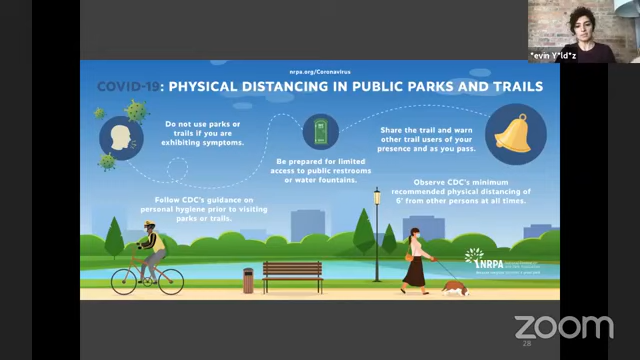 *evin Y*ld*z
nrpa.org/Coronavirus
COVID-19: PHYSICAL DISTANCING IN PUBLIC PARKS AND TRAILS
Do not use parks or
trails if you are
exhibiting symptoms.
Be prepared for limited
access to public restrooms
or water fountains.
Share the trail and warn
other trail users of your
presence and as you pass.
Follow CDC's guidance on
personal hygiene prior to visiting
parks or trails.
Observe CDC's minimum
recommended physical distancing of
6' from other persons at all times.
NRPA
zoom
28